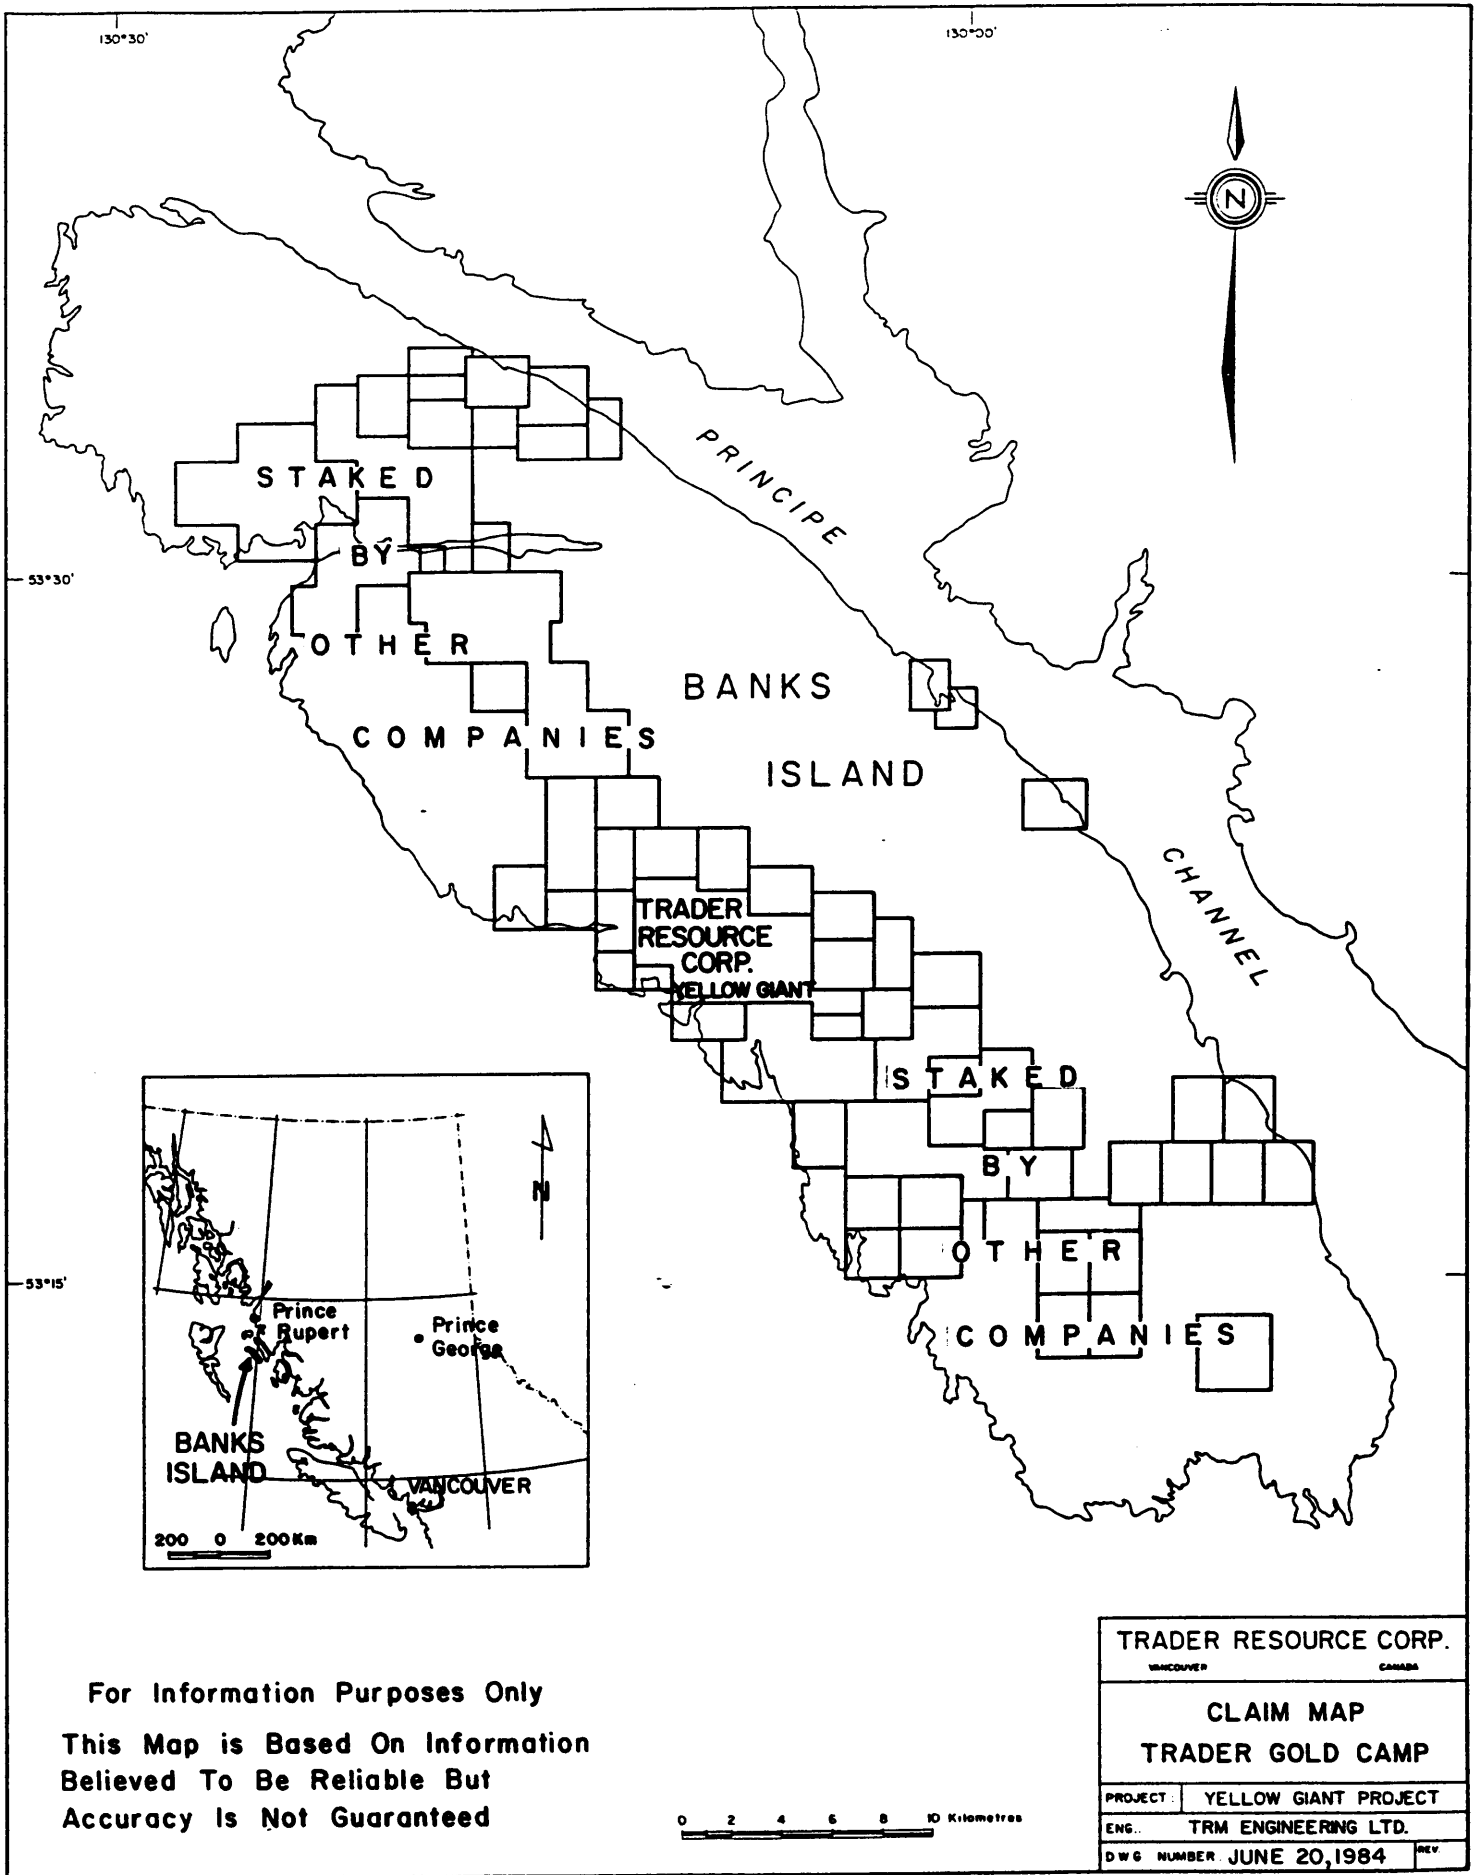 130°30'
130°00'
N
STAKED
BY
OTHER
COMPANIES
PRINCIPE
CHANNEL
53°30'
BANKS
ISLAND
TRADER
RESOURCE
CORP.
YELLOW GIANT
STAKED
BY
OTHER
COMPANIES
53°15'
N
Prince
Rupert
Prince
George
BANKS
ISLAND
VANCOUVER
200 0 200Km
For Information Purposes Only
This Map is Based On Information
Believed To Be Reliable But
Accuracy Is Not Guaranteed
0 2 4 6 8 10 Kilometres
TRADER RESOURCE CORP.
VANCOUVER CANADA
CLAIM MAP
TRADER GOLD CAMP
PROJECT: YELLOW GIANT PROJECT
ENG.. TRM ENGINEERING LTD.
DWG NUMBER. JUNE 20,1984 REV.